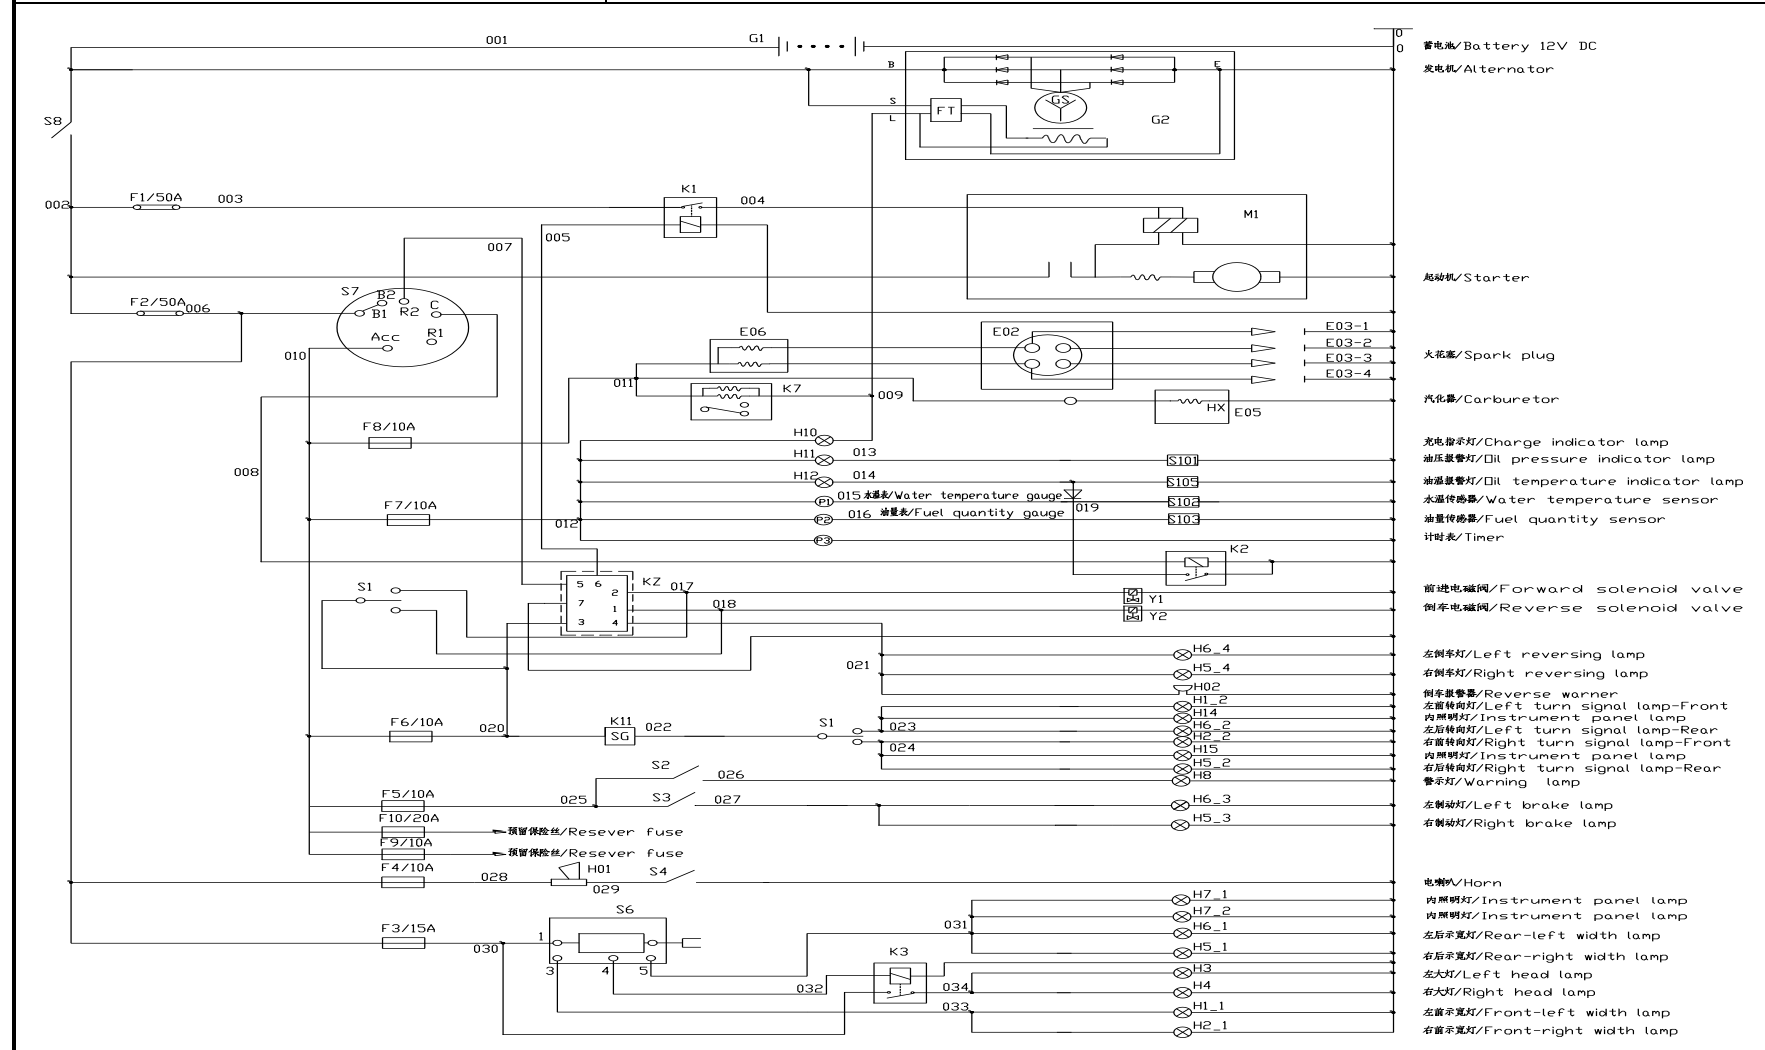 001
G1
0
0
蓄电池/Battery 12V DC
B
E
发电机/Alternator
GS
S
FT
L
G2
S8
F1/50A
003
K1
004
002
M1
007
005
起动机/Starter
S7
B2
F2/50A
006
B1
R2
C
Acc
R1
010
E06
E02
E03-1
E03-2
E03-3
E03-4
火花塞/Spark plug
011
K7
009
HX
E05
汽化器/Carburetor
F8/10A
H10
充电指示灯/Charge indicator lamp
H11
013
S101
油压报警灯/Oil pressure indicator lamp
008
H12
014
S105
油温报警灯/Oil temperature indicator lamp
P1
015
水温表/Water temperature gauge
S102
水温传感器/Water temperature sensor
F7/10A
012
P2
016
油量表/Fuel quantity gauge
019
S103
油量传感器/Fuel quantity sensor
P3
计时表/Timer
K2
S1
5
6
7
3
2
1
4
KZ
017
018
Y1
前进电磁阀/Forward solenoid valve
Y2
倒车电磁阀/Reverse solenoid valve
021
H6_4
左倒车灯/Left reversing lamp
H5_4
右倒车灯/Right reversing lamp
H02
倒车报警器/Reverse warner
H1_2
左前转向灯/Left turn signal lamp-Front
H14
内照明灯/Instrument panel lamp
F6/10A
020
K11
SG
022
S1
023
H6_2
左后转向灯/Left turn signal lamp-Rear
H2_2
右前转向灯/Right turn signal lamp-Front
024
H15
内照明灯/Instrument panel lamp
H5_2
右后转向灯/Right turn signal lamp-Rear
S2
026
H8
警示灯/Warning lamp
F5/10A
025
S3
027
H6_3
左制动灯/Left brake lamp
F10/20A
预留保险丝/Resever fuse
H5_3
右制动灯/Right brake lamp
F9/10A
预留保险丝/Resever fuse
F4/10A
028
H01
029
S4
电喇叭/Horn
H7_1
内照明灯/Instrument panel lamp
S6
H7_2
内照明灯/Instrument panel lamp
F3/15A
030
1
3
4
5
031
H6_1
左后示宽灯/Rear-left width lamp
H5_1
右后示宽灯/Rear-right width lamp
K3
H3
左大灯/Left head lamp
032
034
H4
右大灯/Right head lamp
033
H1_1
左前示宽灯/Front-left width lamp
H2_1
右前示宽灯/Front-right width lamp